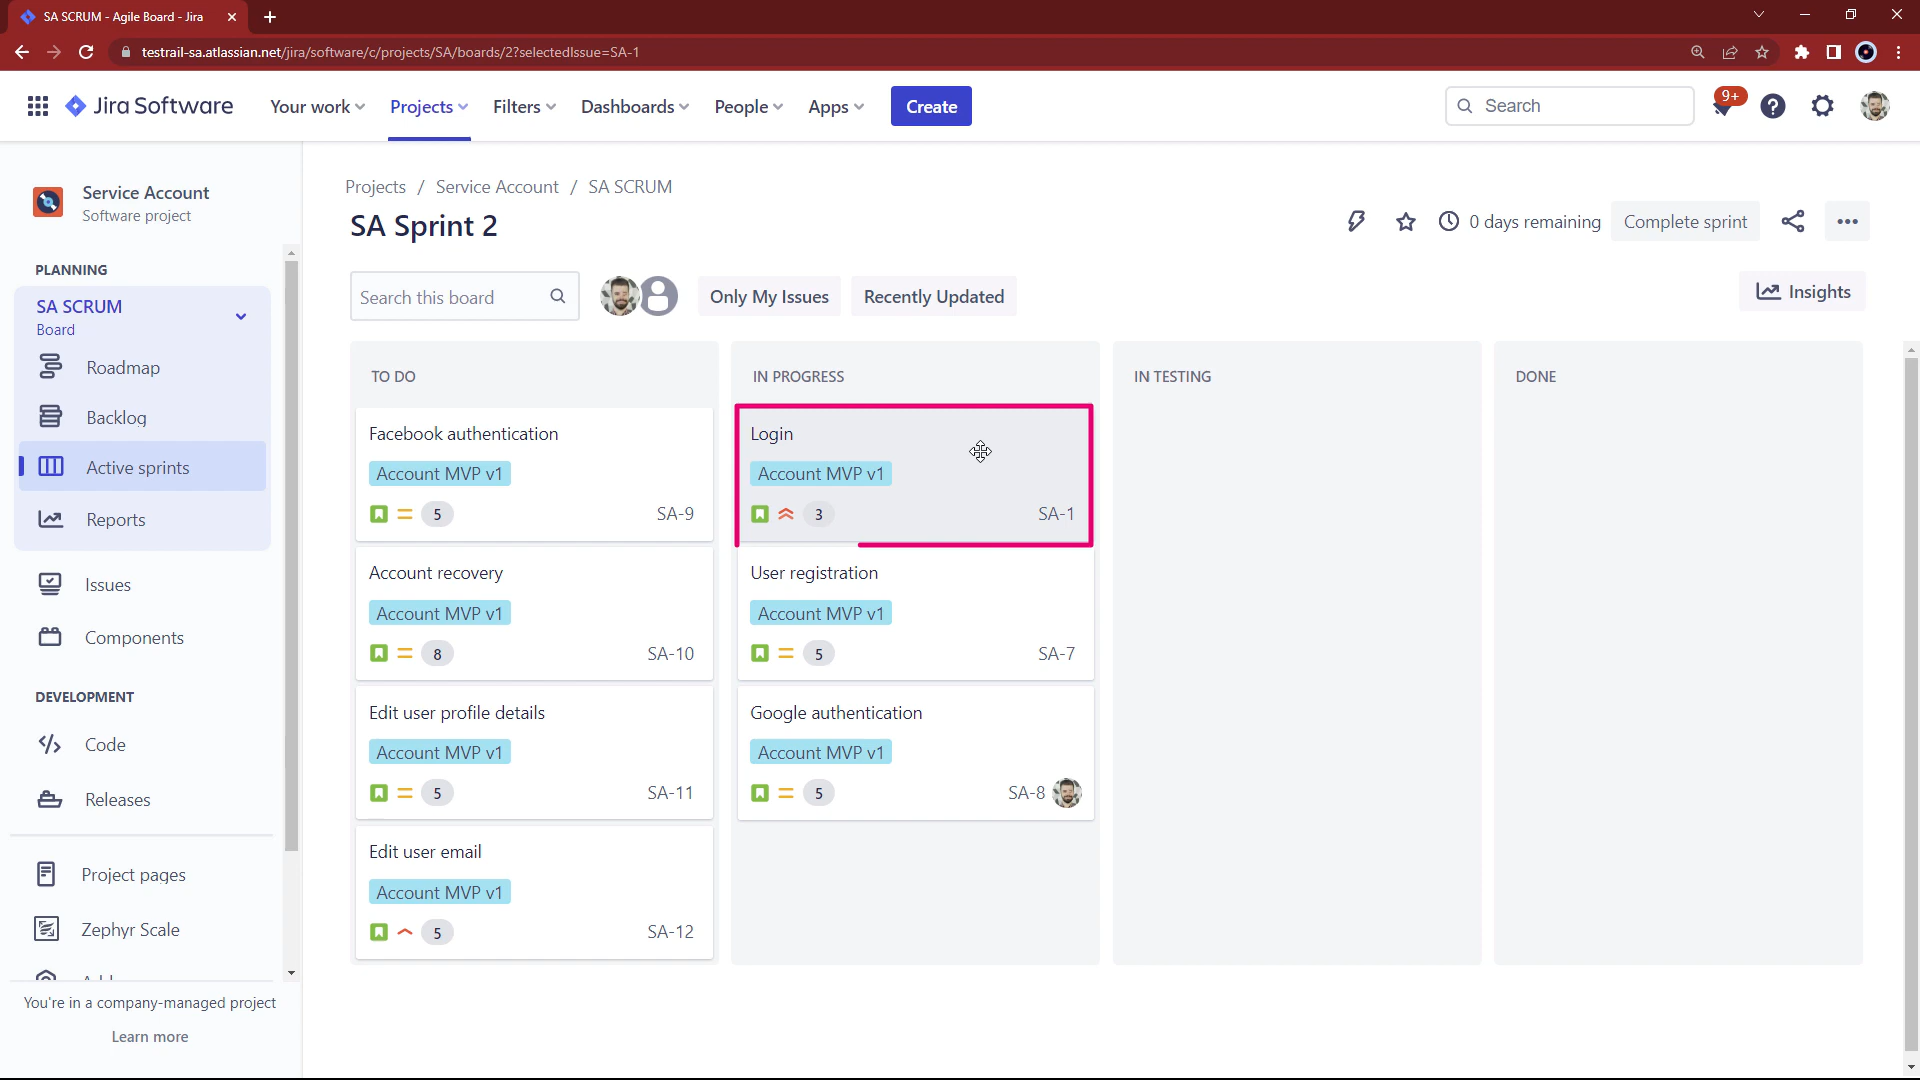 SA SCRUM - Agile Board - Jira
testrail-sa.atlassian.net/jira/software/c/projects/SA/boards/2?selectedIssue=SA-1
Jira Software
Your work
Projects
Filters
Dashboards
People
Apps
Create
Search
9+
Service Account
Software project
PLANNING
SA SCRUM
Board
Roadmap
Backlog
Active sprints
Reports
Issues
Components
DEVELOPMENT
Code
Releases
Project pages
Zephyr Scale
You're in a company-managed project
Learn more
Projects / Service Account / SA SCRUM
SA Sprint 2
0 days remaining
Complete sprint
Search this board
Only My Issues
Recently Updated
Insights
TO DO
Facebook authentication
Account MVP v1
5 SA-9
Account recovery
Account MVP v1
8 SA-10
Edit user profile details
Account MVP v1
5 SA-11
Edit user email
Account MVP v1
5 SA-12
IN PROGRESS
Login
Account MVP v1
3 SA-1
User registration
Account MVP v1
5 SA-7
Google authentication
Account MVP v1
5 SA-8
IN TESTING
DONE